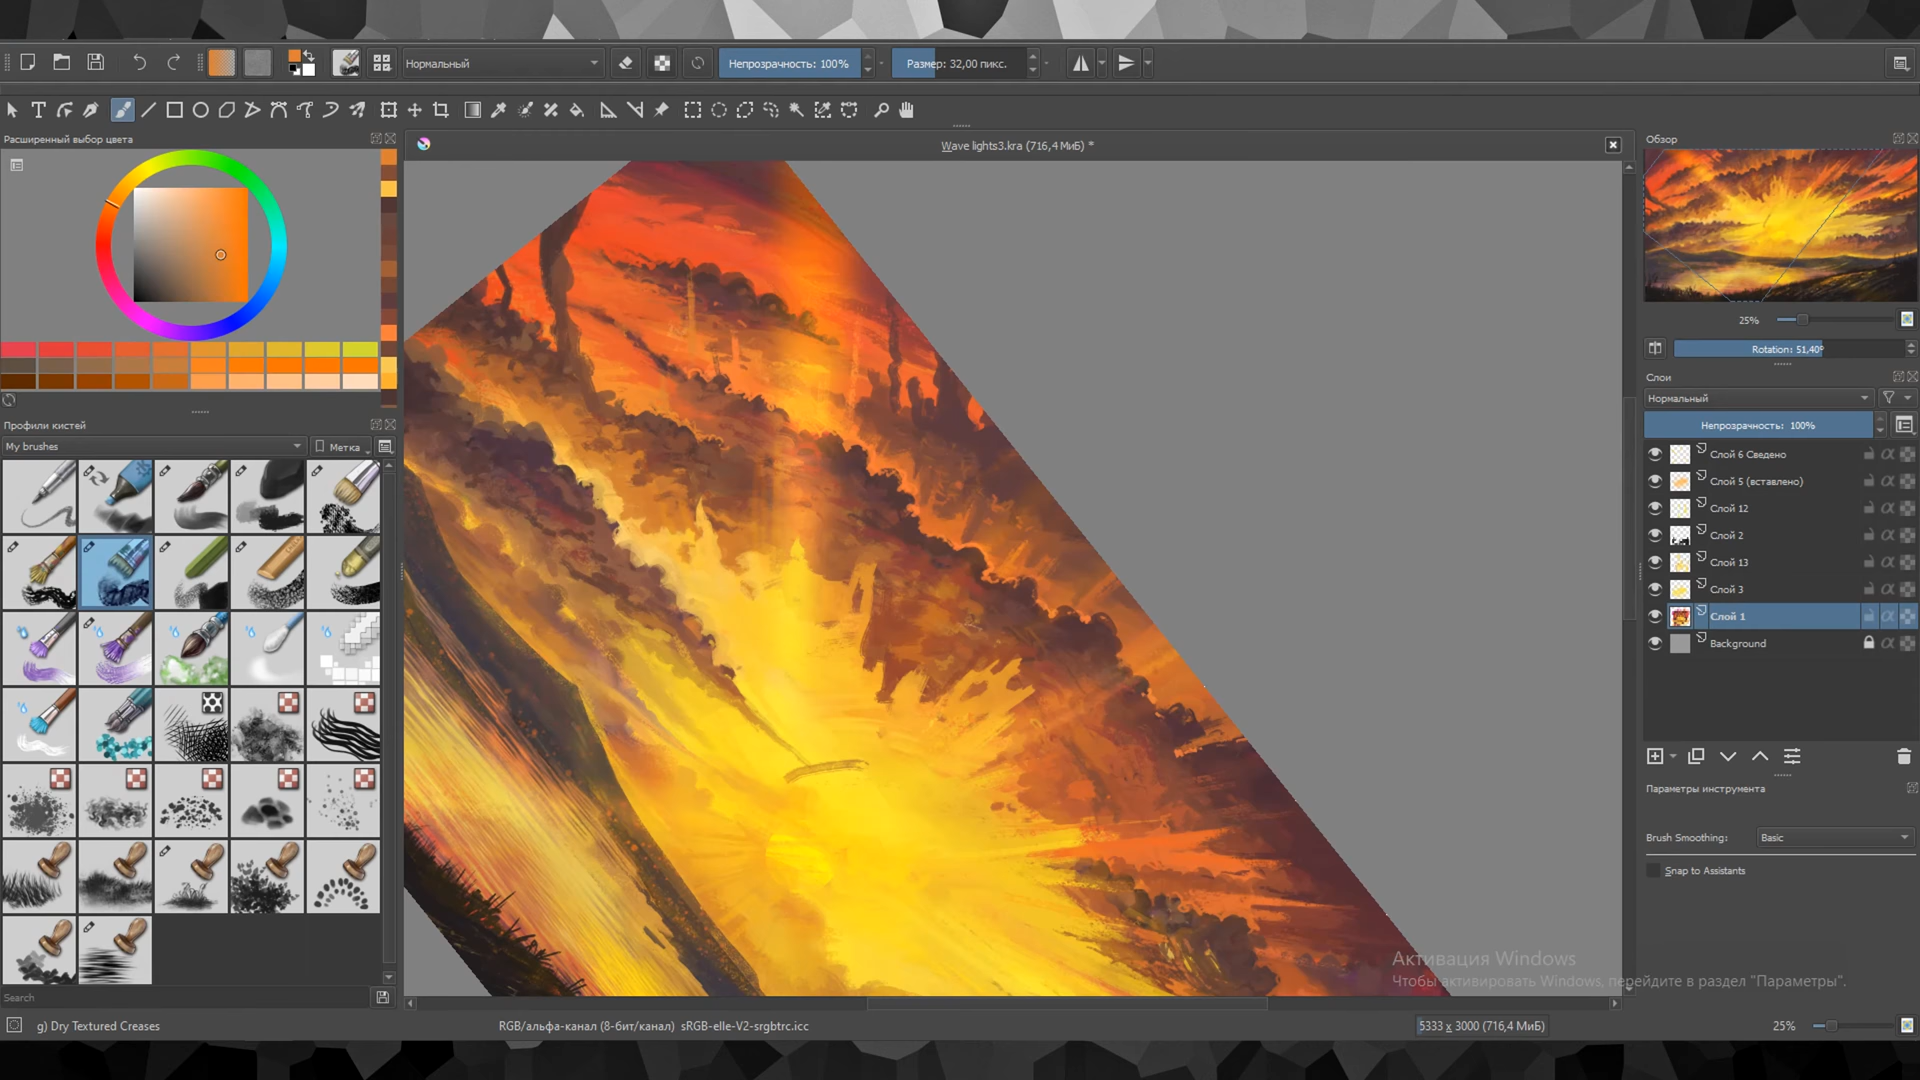 Нормальный
Непрозрачность: 100%
Размер: 32,00 пикс.
Расширенный выбор цвета
Wave lights3.kra (716,4 МиБ) *
Обзор
25%
Rotation: 51,40°
Слои
Нормальный
Непрозрачность: 100%
Слой 6 Сведено
Слой 5 (вставлено)
Слой 12
Слой 2
Слой 13
Слой 3
Слой 1
Background
Профили кистей
My brushes
Метка
Параметры инструмента
Brush Smoothing:
Basic
Snap to Assistants
Активация Windows
Чтобы активировать Windows, перейдите в раздел "Параметры".
Search
g) Dry Textured Creases
RGB/альфа-канал (8-бит/канал) sRGB-elle-V2-srgbtrc.icc
5333 x 3000 (716,4 МиБ)
25%